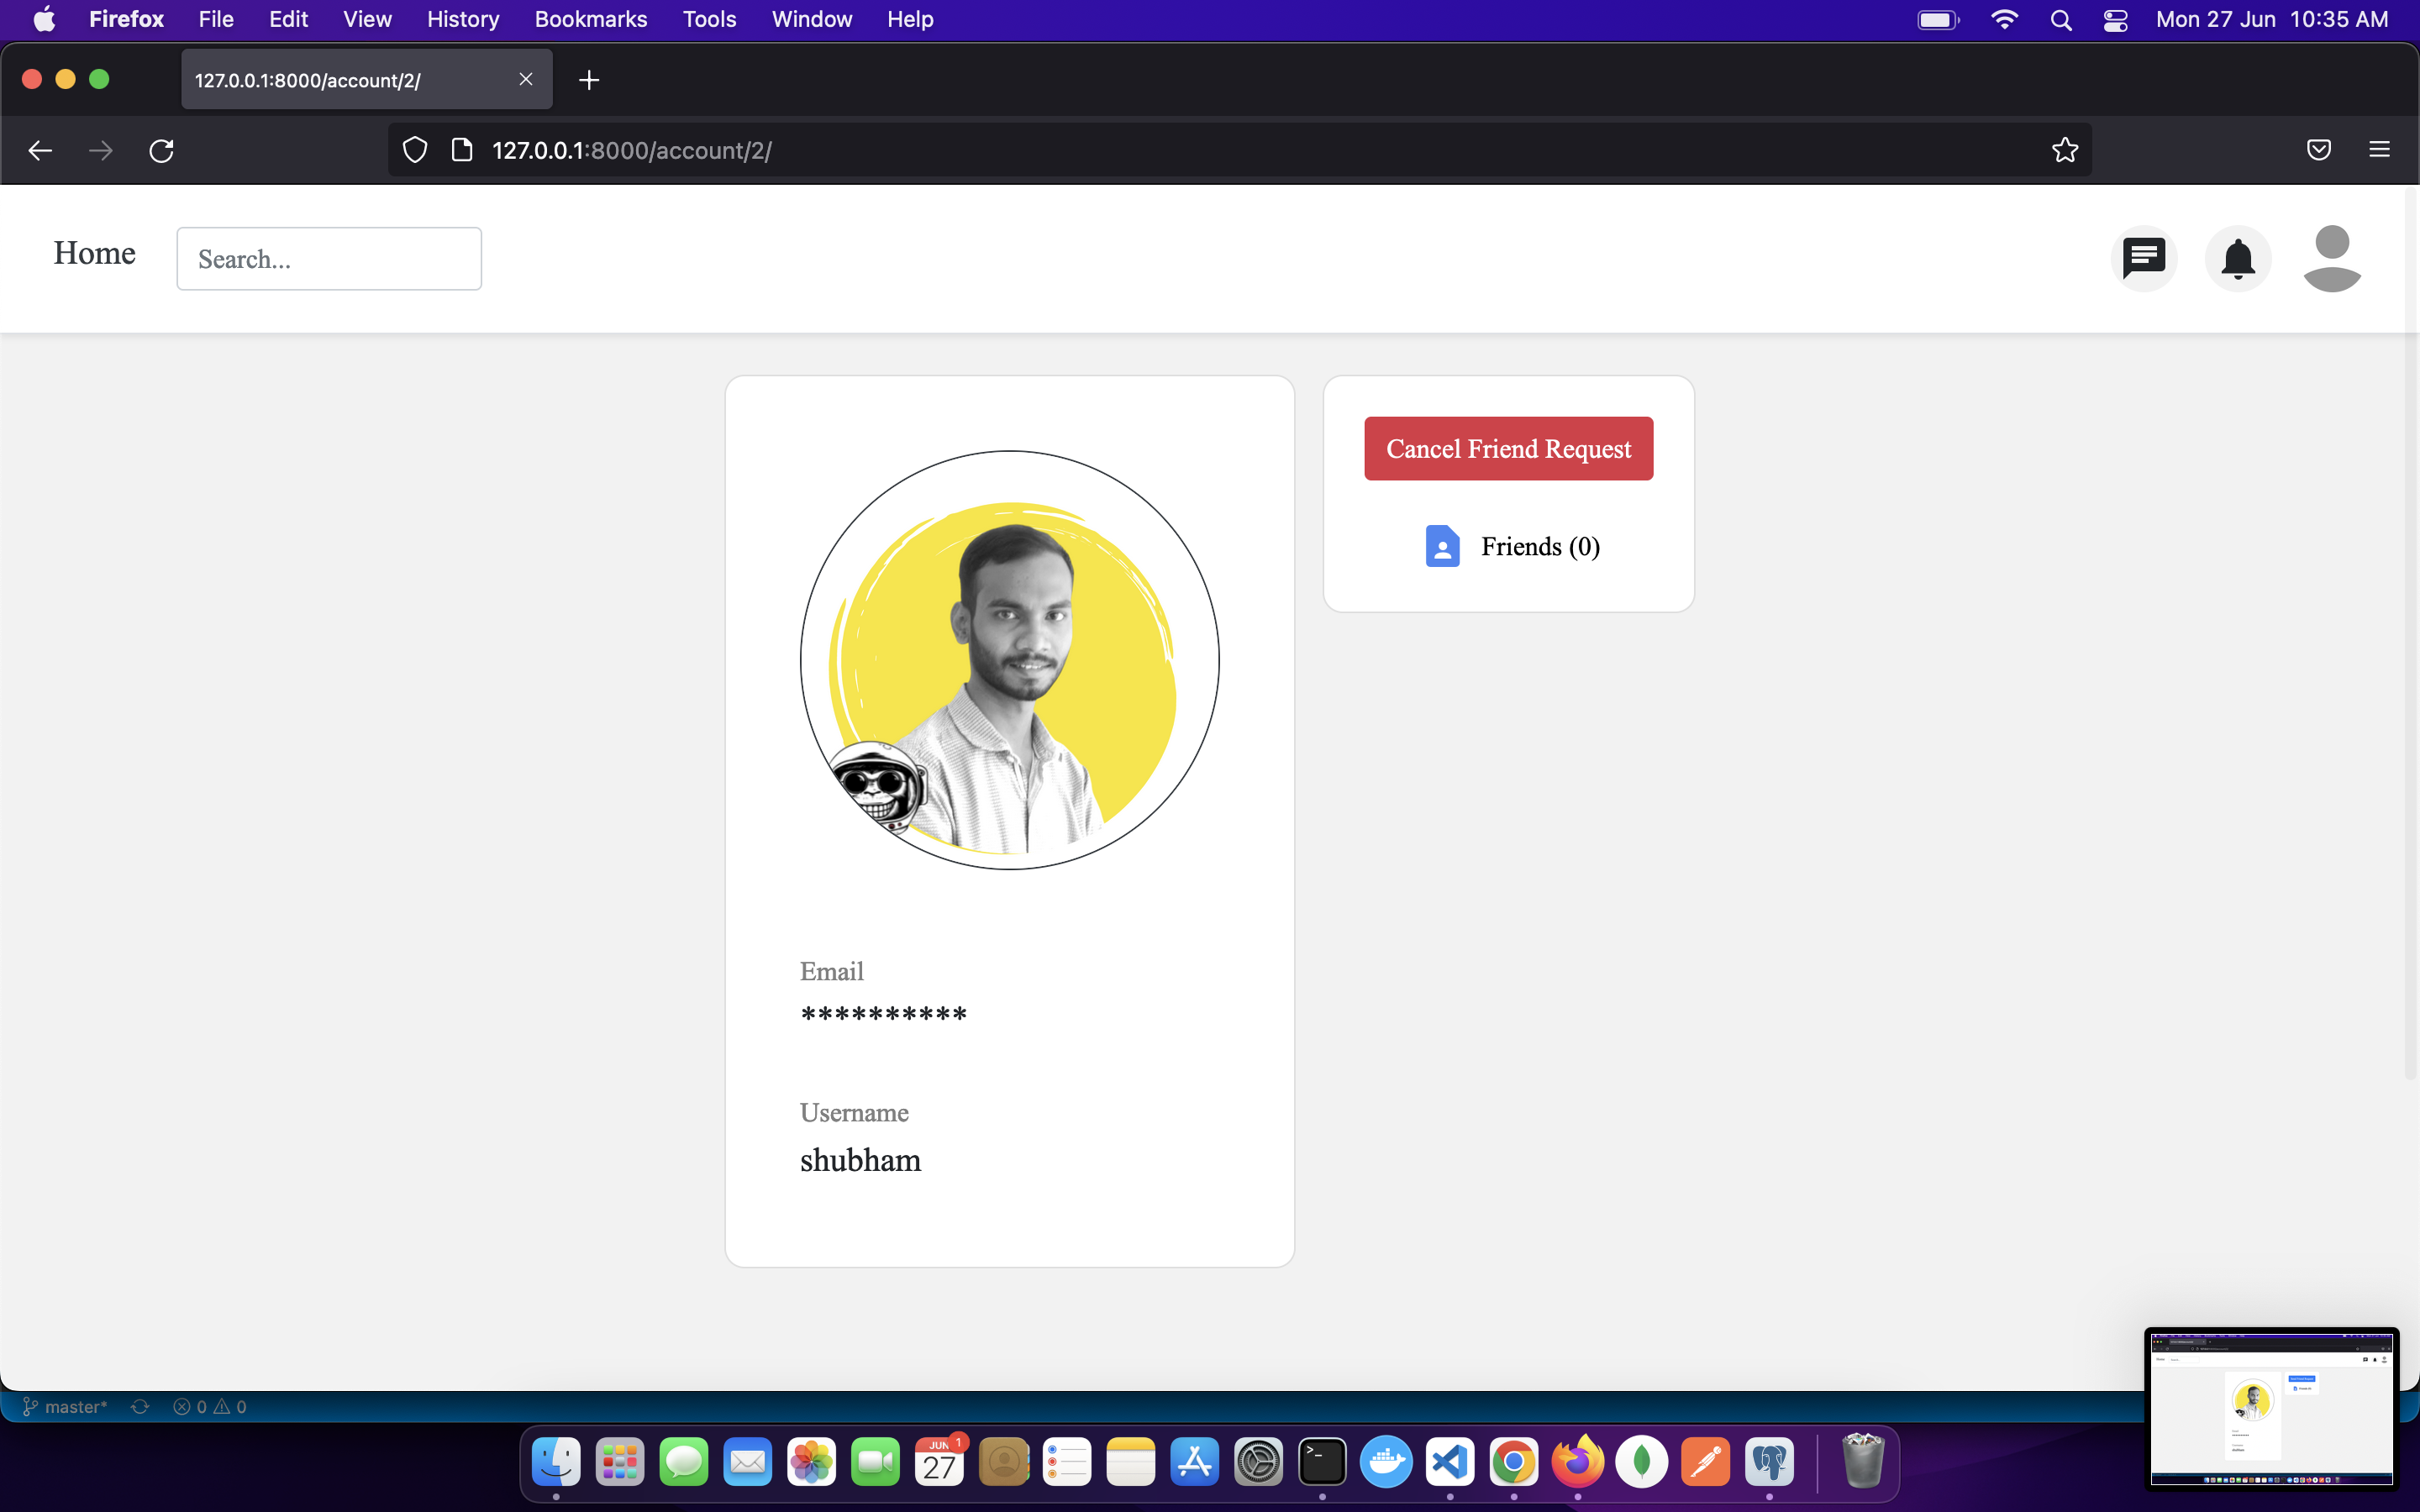 Firefox File Edit View History Bookmarks Tools Window Help Mon 27 Jun 10:35 AM
127.0.0.1:8000/account/2/
127.0.0.1:8000/account/2/
Home Search...
Cancel Friend Request
Friends (0)
Email
**********
Username
shubham
master* 0 0
JUN 1
27